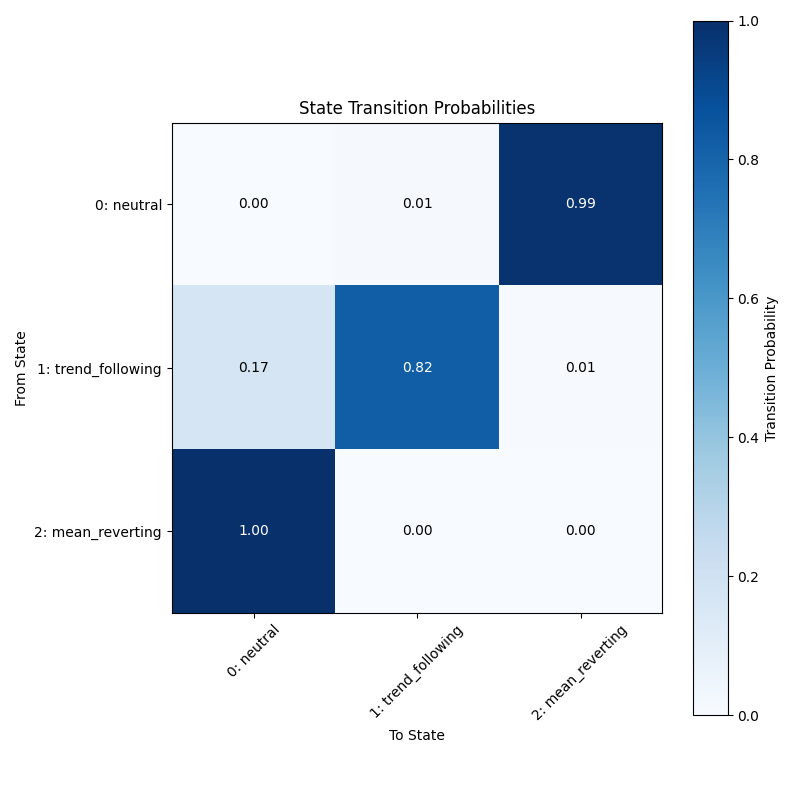 State Transition Probabilities
1.0
0.8
0.6
0.4
0.2
0.0
Transition Probability
From State
0: neutral
0.00 0.01 0.99
1: trend_following
0.17 0.82 0.01
2: mean_reverting
1.00 0.00 0.00
0: neutral
1: trend_following
2: mean_reverting
To State